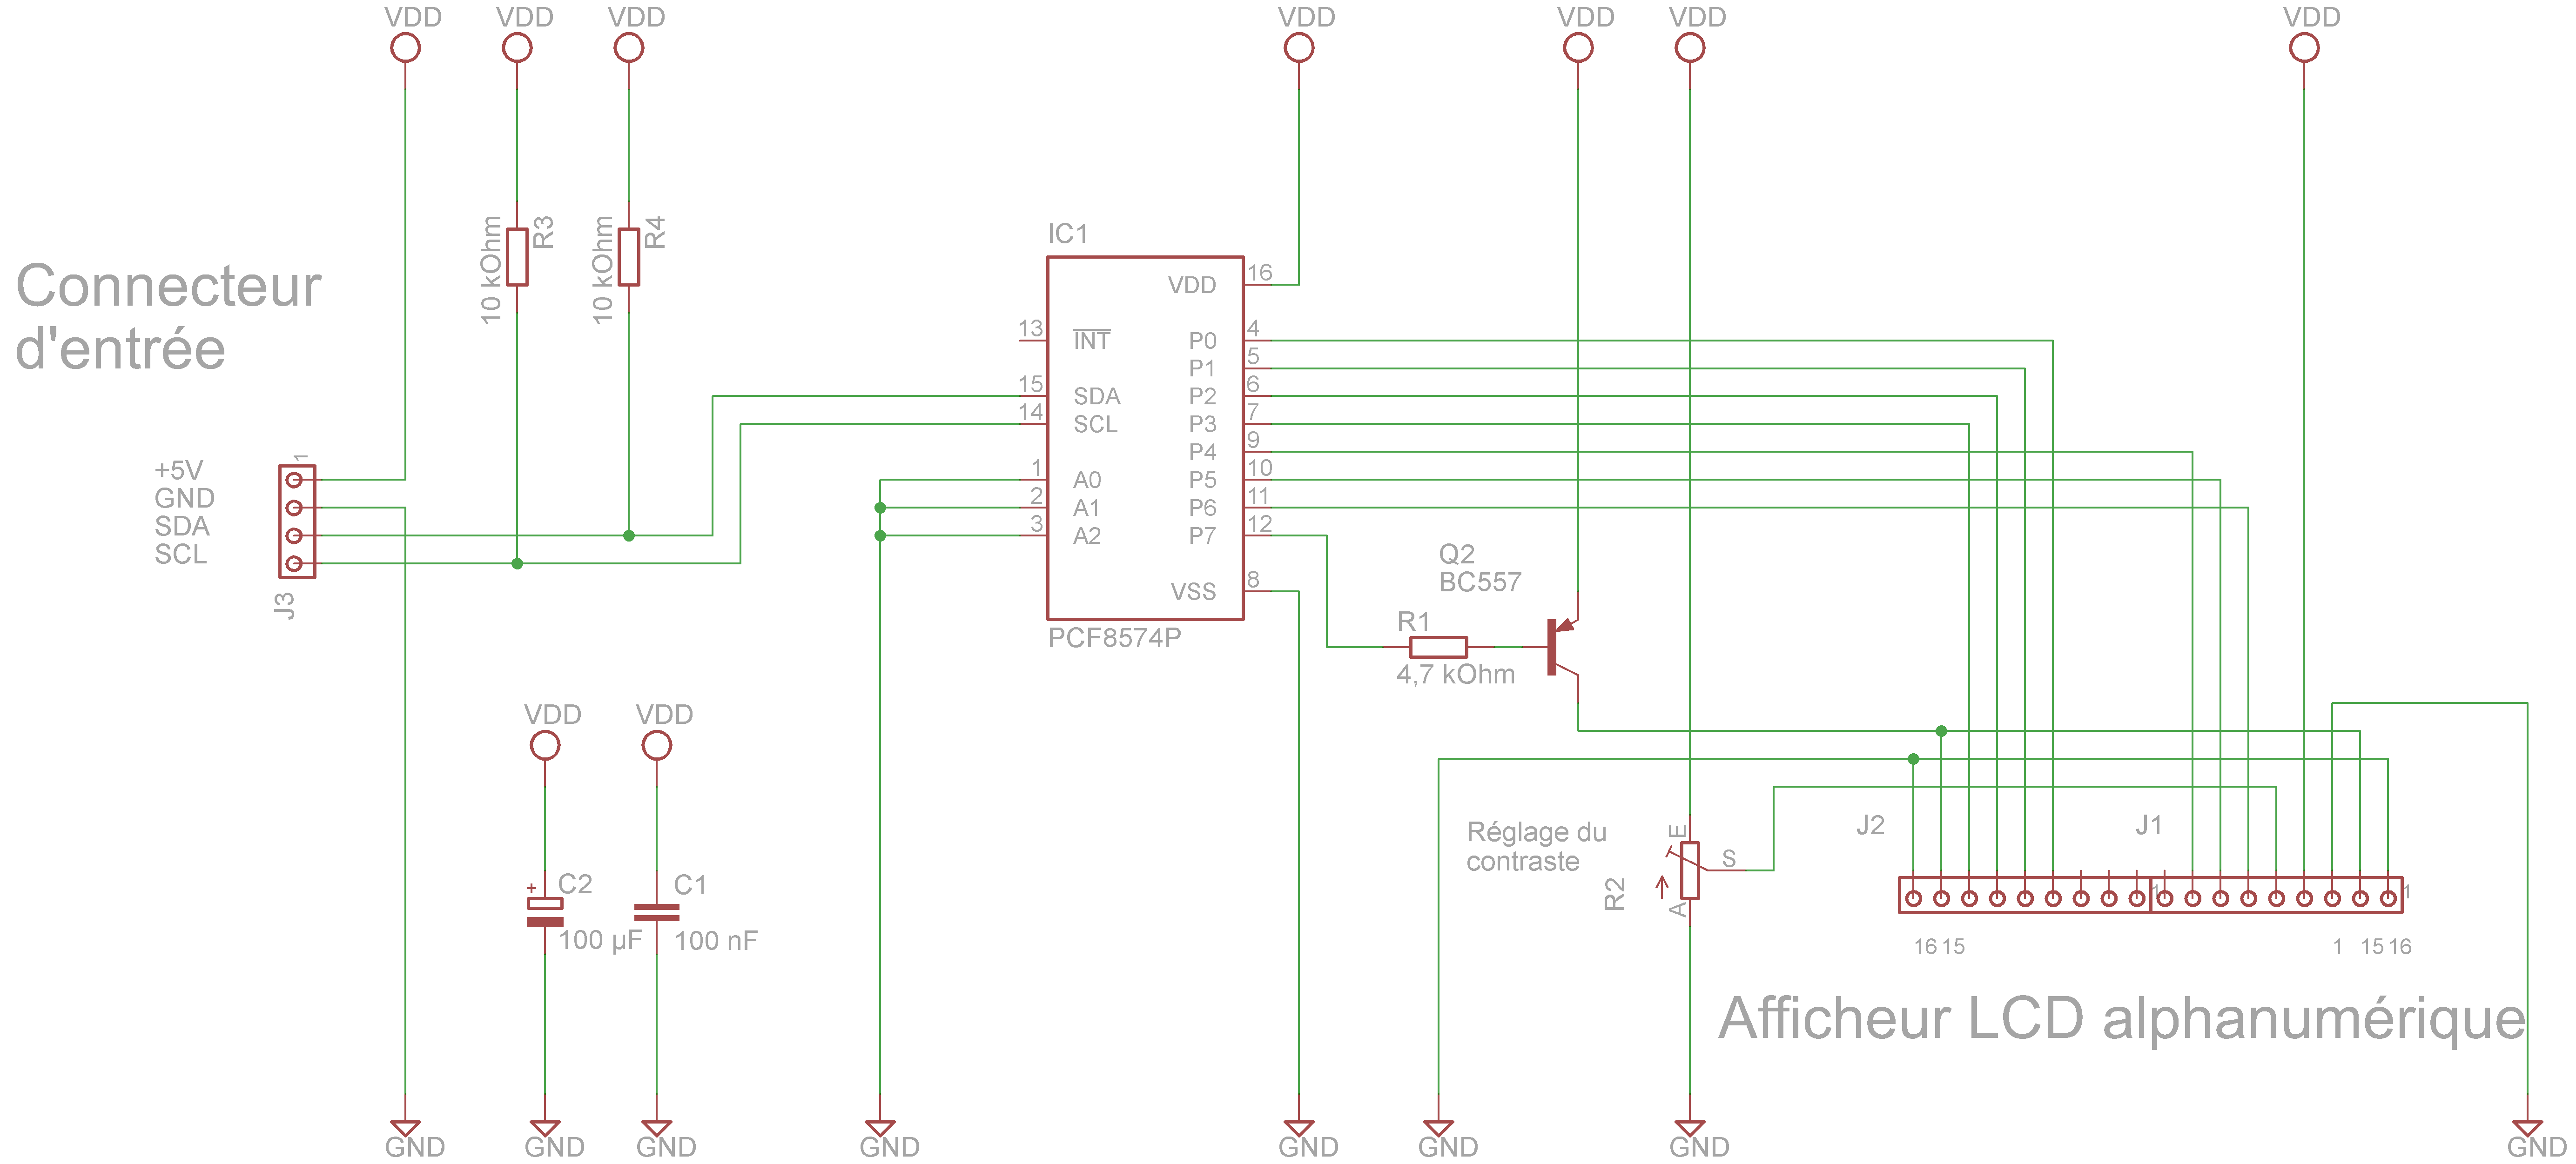 VDD
VDD
VDD
VDD
VDD
VDD
VDD
Connecteur
d'entrée
10 kOhm
R3
10 kOhm
R4
+5V
GND
SDA
SCL
1
J3
IC1
VDD
16
13
INT
P0
4
P1
5
15
SDA
P2
6
14
SCL
P3
7
P4
9
1
A0
P5
10
2
A1
P6
11
3
A2
P7
12
VSS
8
PCF8574P
Q2
BC557
R1
4,7 kOhm
VDD
VDD
+
C2
100 µF
C1
100 nF
Réglage du
contraste
R2
E
S
A
J2
J1
1
1
16
15
1
15
16
Afficheur LCD alphanumérique
GND
GND
GND
GND
GND
GND
GND
GND